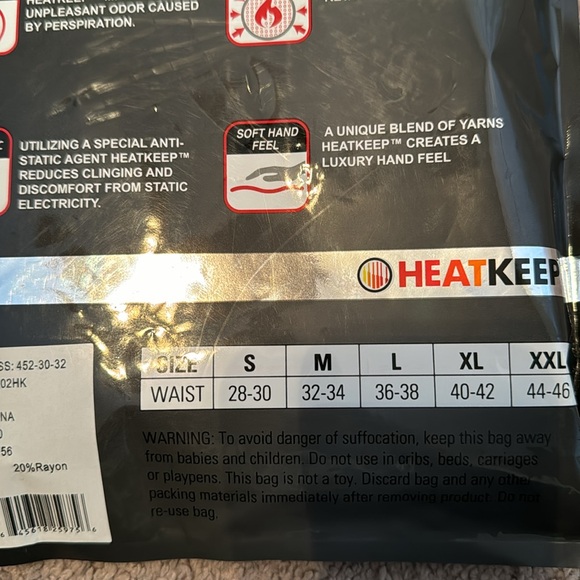 UNPLEASANT ODOR CAUSED
BY PERSPIRATION.
UTILIZING A SPECIAL ANTI-
STATIC AGENT HEATKEEP™
REDUCES CLINGING AND
DISCOMFORT FROM STATIC
ELECTRICITY.
SOFT HAND
FEEL
A UNIQUE BLEND OF YARNS
HEATKEEP™ CREATES A
LUXURY HAND FEEL
HEATKEEP
SS: 452-30-32
02HK
NA
0
56
20%Rayon
SIZE S M L XL XXL
WAIST 28-30 32-34 36-38 40-42 44-46
WARNING: To avoid danger of suffocation, keep this bag away
from babies and children. Do not use in cribs, beds, carriages
or playpens. This bag is not a toy. Discard bag and any other
packing materials immediately after removing product. Do not
re-use bag.